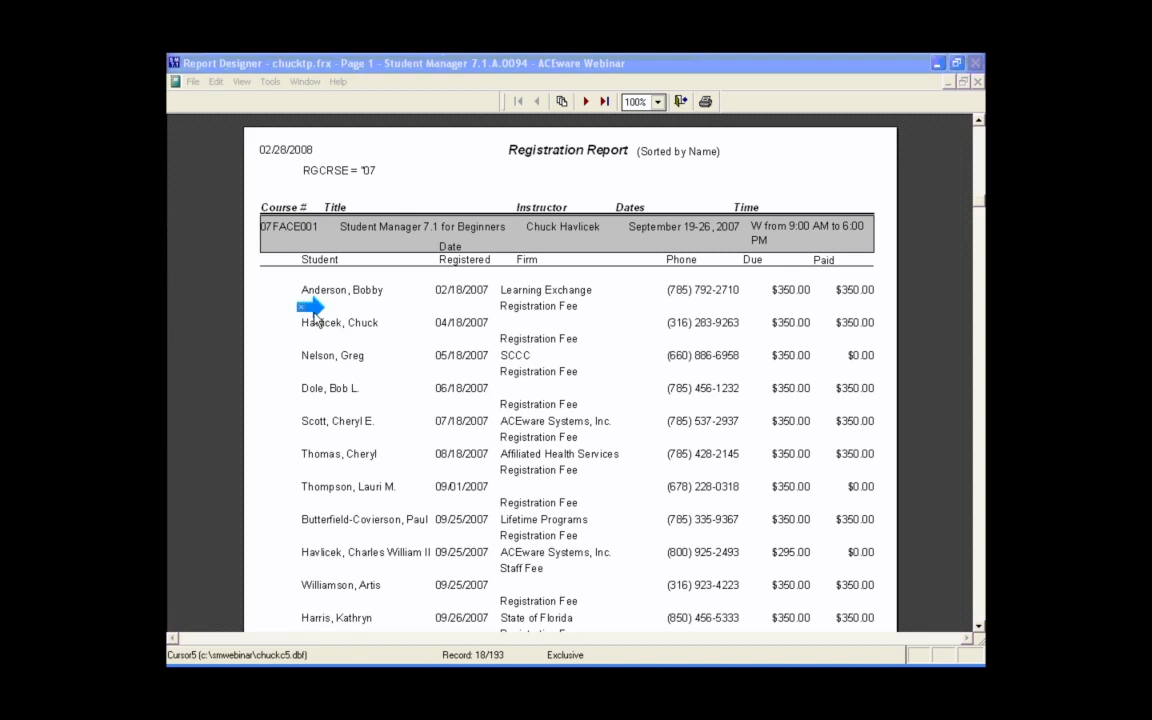 Report Designer - chucktp.frx - Page 1 - Student Manager 7.1.A.0094 - ACEware Webinar
File Edit View Tools Window Help
100%
02/28/2008 Registration Report (Sorted by Name)
RGCRSE = "07
Course # Title Instructor Dates Time
07FACE001 Student Manager 7.1 for Beginners Chuck Havlicek September 19-26, 2007 W from 9:00 AM to 6:00
PM
Date
Student Registered Firm Phone Due Paid
Anderson, Bobby 02/18/2007 Learning Exchange (785) 792-2710 $350.00 $350.00
Registration Fee
Havlicek, Chuck 04/18/2007 (316) 283-9263 $350.00 $350.00
Registration Fee
Nelson, Greg 05/18/2007 SCCC (660) 886-6958 $350.00 $0.00
Registration Fee
Dole, Bob L. 06/18/2007 (785) 456-1232 $350.00 $350.00
Registration Fee
Scott, Cheryl E. 07/18/2007 ACEware Systems, Inc. (785) 537-2937 $350.00 $350.00
Registration Fee
Thomas, Cheryl 08/18/2007 Affiliated Health Services (785) 428-2145 $350.00 $350.00
Registration Fee
Thompson, Lauri M. 09/01/2007 (678) 228-0318 $350.00 $0.00
Registration Fee
Butterfield-Covierson, Paul 09/25/2007 Lifetime Programs (785) 335-9367 $350.00 $350.00
Registration Fee
Havlicek, Charles William II 09/25/2007 ACEware Systems, Inc. (800) 925-2493 $295.00 $0.00
Staff Fee
Williamson, Artis 09/25/2007 (316) 923-4223 $350.00 $350.00
Registration Fee
Harris, Kathryn 09/26/2007 State of Florida (850) 456-5333 $350.00 $350.00
Cursor5 (c:\smwebinar\chuckc5.dbf) Record: 18/193 Exclusive